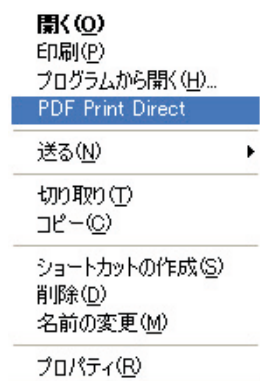 開く(O)
印刷(P)
プログラムから開く(H)...
PDF Print Direct
送る(N)
切り取り(T)
コピー(C)
ショートカットの作成(S)
削除(D)
名前の変更(M)
プロパティ(R)